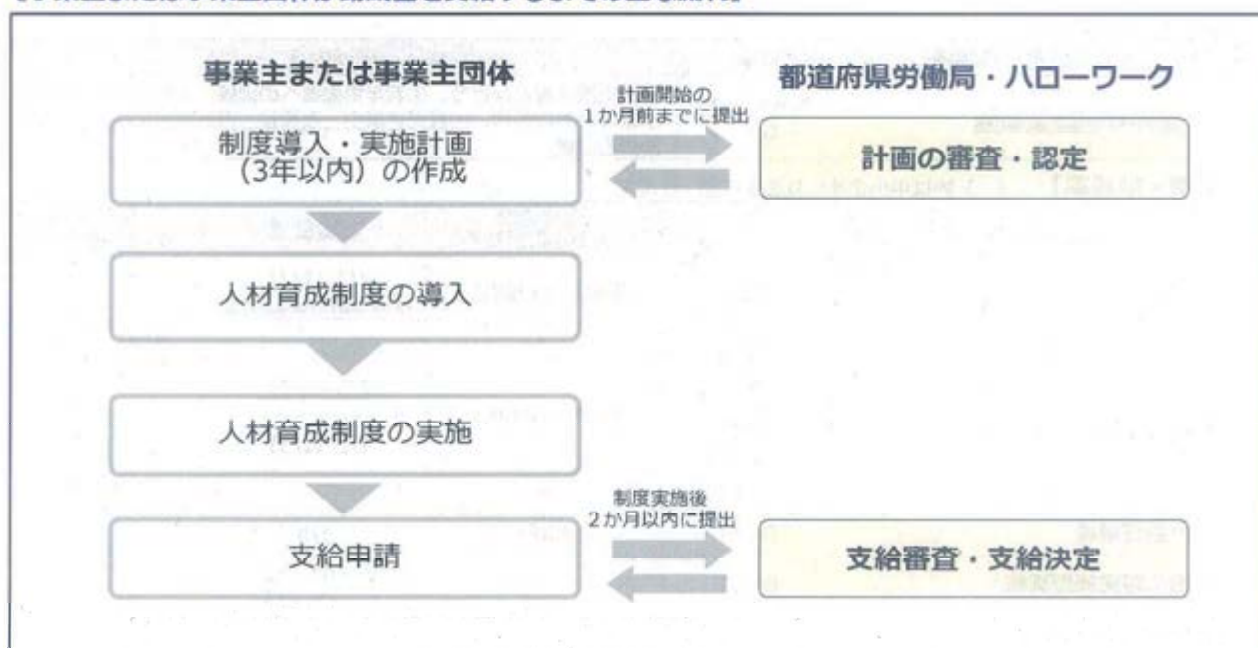 事業主または事業主団体
都道府県労働局・ハローワーク
計画開始の
1か月前までに提出
制度導入・実施計画
(3年以内)の作成
計画の審査・認定
人材育成制度の導入
人材育成制度の実施
制度実施後
2か月以内に提出
支給申請
支給審査・支給決定